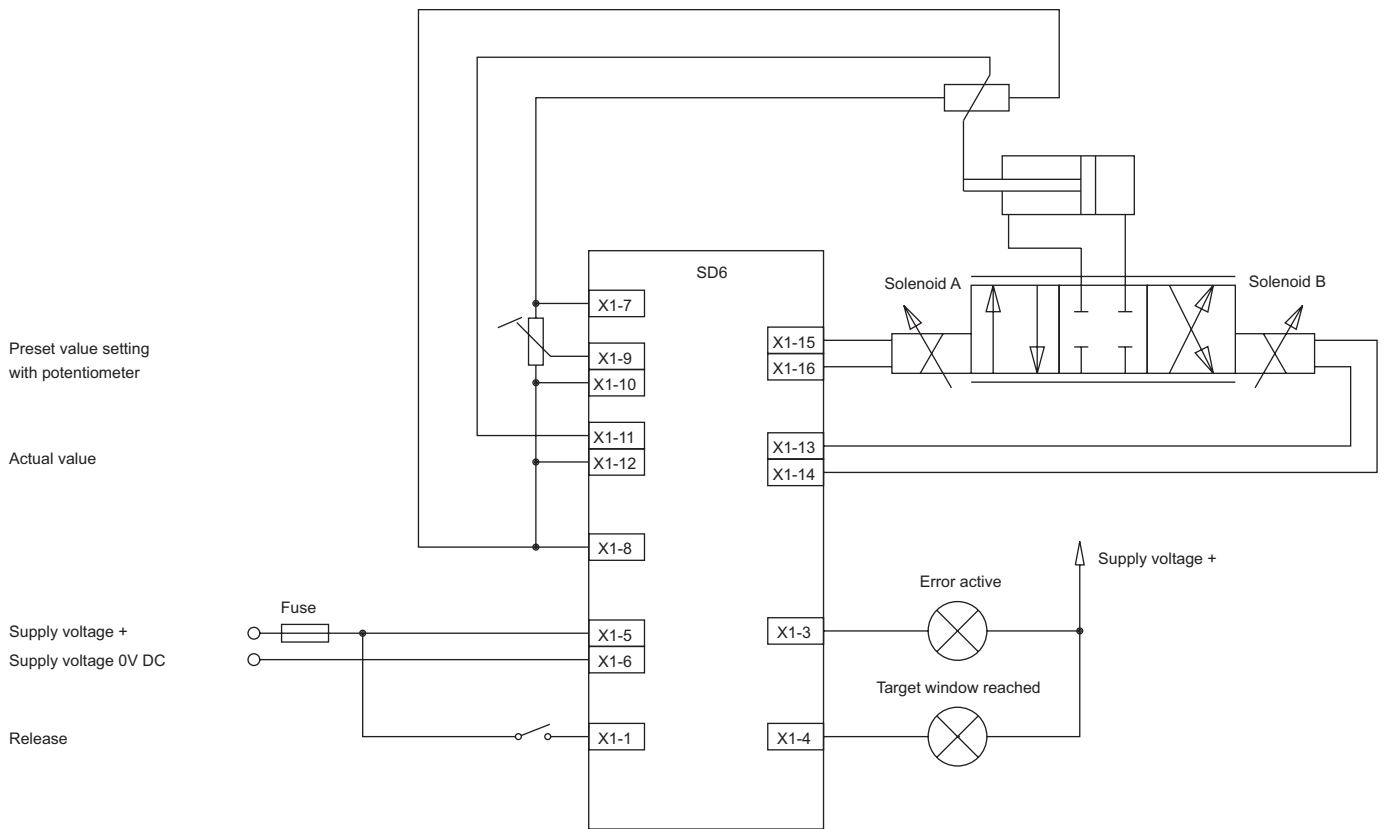 SD6
Solenoid A
Solenoid B
X1-7
Preset value setting
with potentiometer
X1-9
X1-10
X1-15
X1-16
Actual value
X1-11
X1-12
X1-13
X1-14
X1-8
Supply voltage +
Error active
Fuse
Supply voltage +
X1-5
X1-3
Supply voltage 0V DC
X1-6
Target window reached
Release
X1-1
X1-4